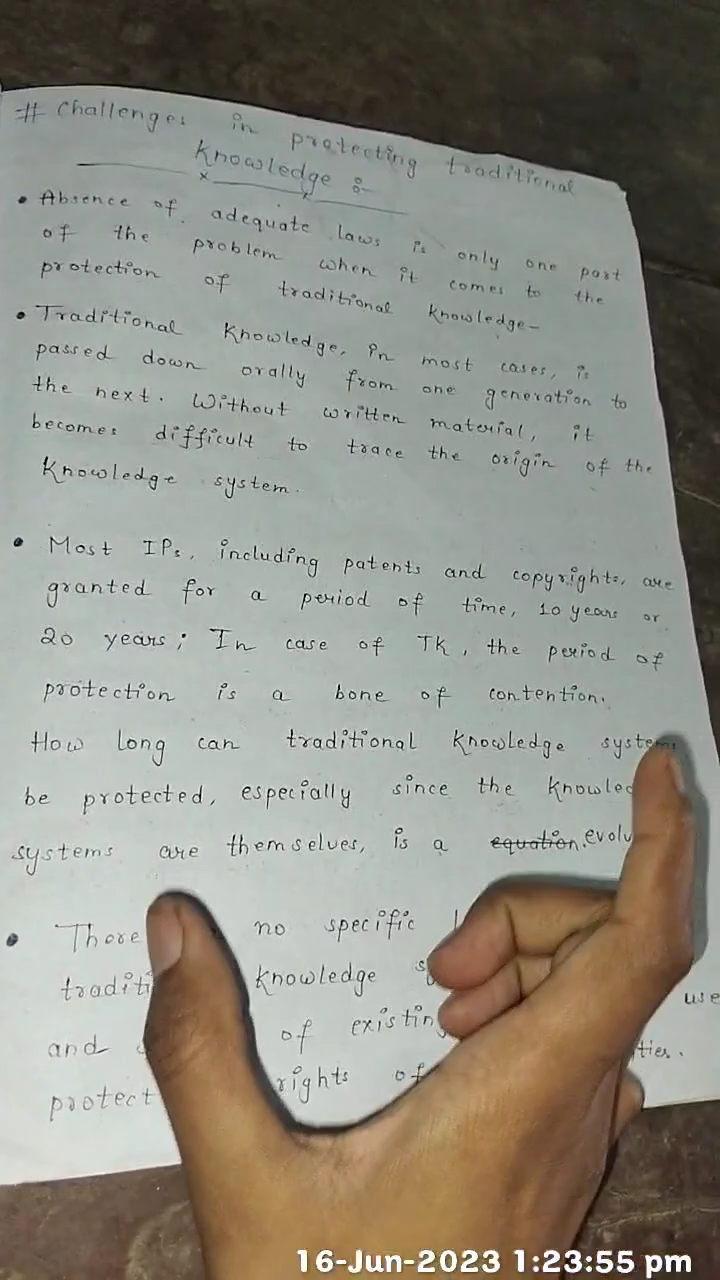 # Challenges in protecting traditional
Knowledge :-
• Absence of adequate laws is only one part
of the problem when it comes to the
protection of traditional Knowledge-
• Traditional Knowledge, in most cases, is
passed down orally from one generation to
the next. Without written material, it
becomes difficult to trace the origin of the
Knowledge system.
• Most IPs, including patents and copyrights, are
granted for a period of time, 10 years or
20 years; In case of TK, the period of
protection is a bone of contention.
How long can traditional Knowledge system
be protected, especially since the
systems are themselves, is a equation.
• There no specific
Knowledge
use
and of
protect rights of
16-Jun-2023 1:23:55 pm